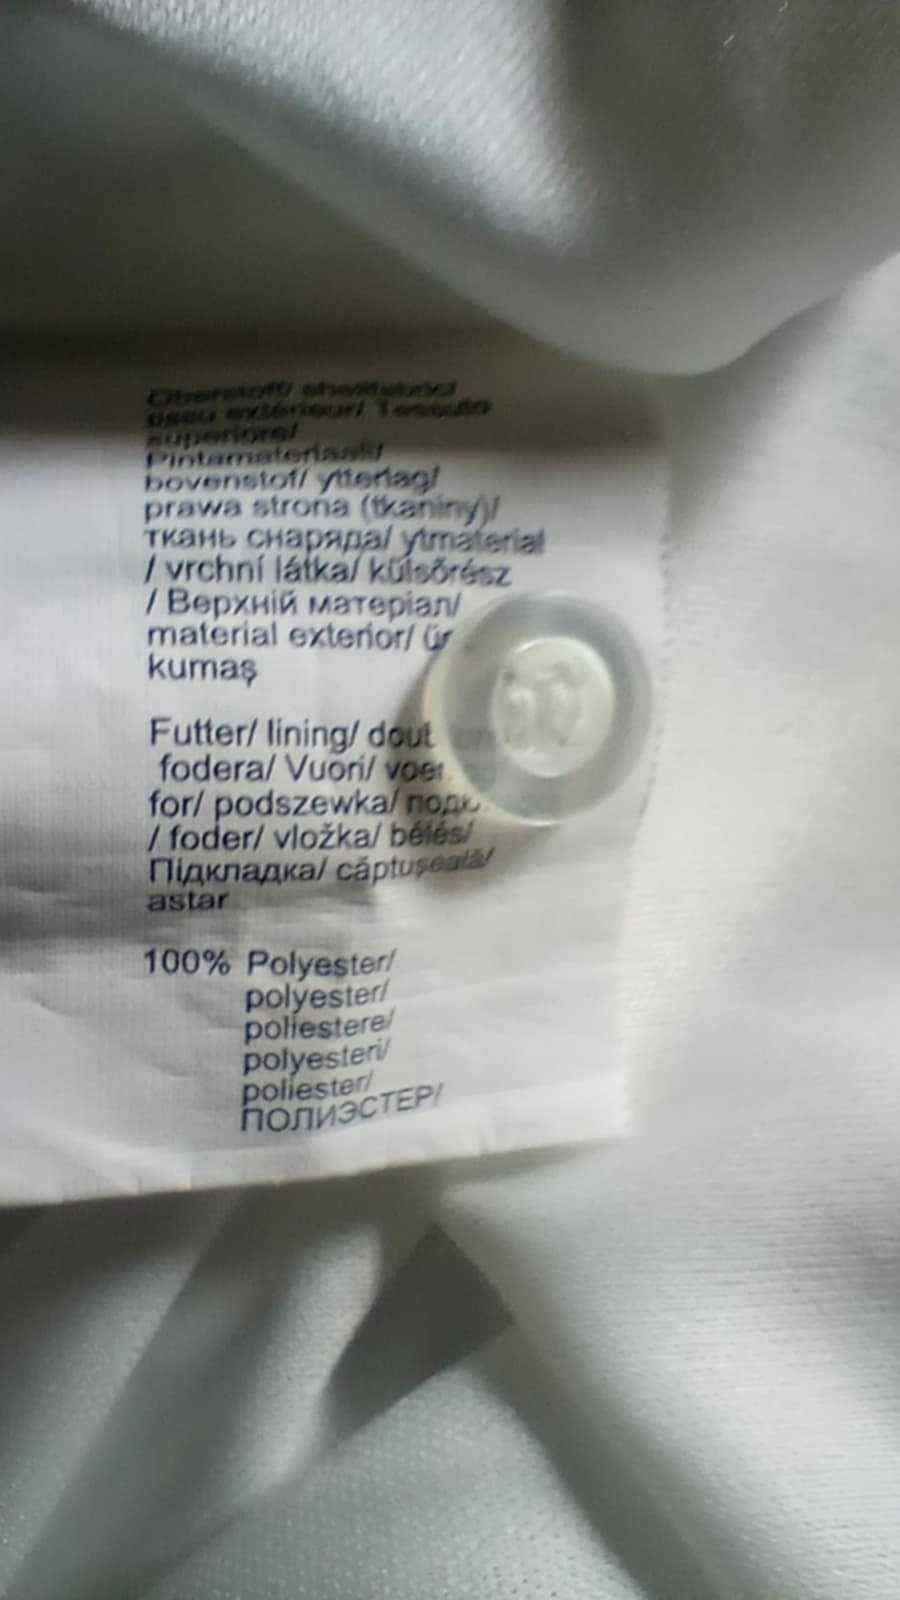 Oberstoff/ shellfabric/
tissu extérieur/ Tessuto
superiore/
Pintamateriaali/
bovenstof/ ytterlag/
prawa strona (tkaniny)/
ткань снаряда/ ytmaterial
/ vrchní látka/ külsőrész
/ Верхній матеріал/
material exterior/
kumaş
Futter/ lining/
fodera/ Vuori/
for/ podszewka/
/ foder/ vložka/ bélés/
Підкладка/ căptuşeală/
astar
100% Polyester/
polyester/
poliestere/
polyesteri/
poliester/
ПОЛИЭСТЕР/